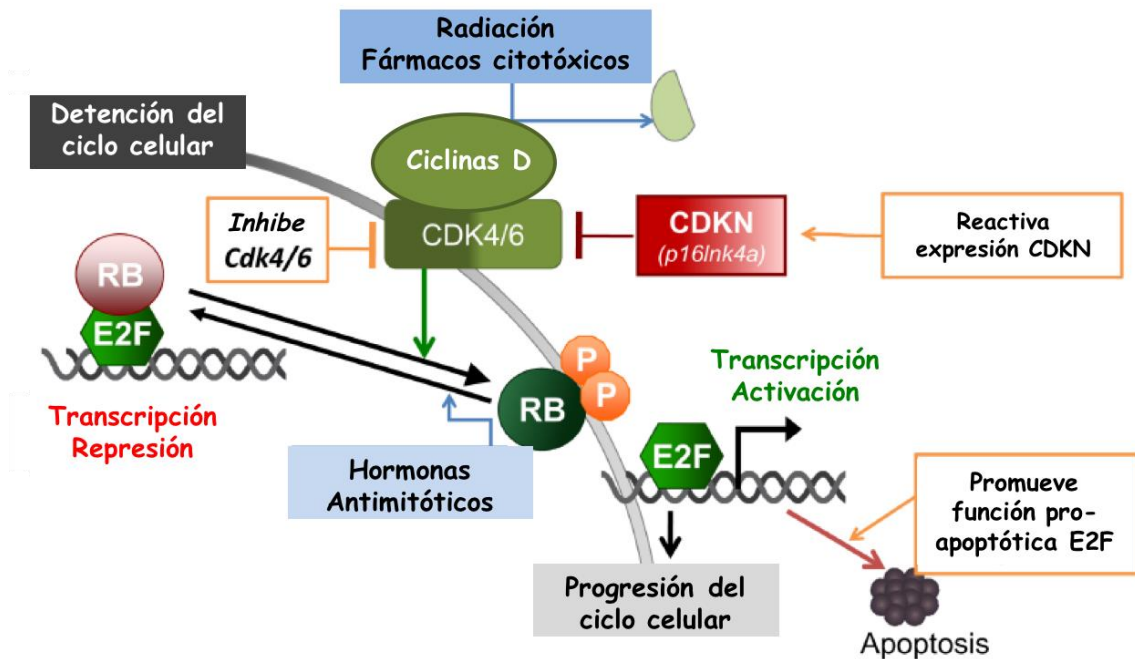 Radiación
Fármacos citotóxicos
Detención del
ciclo celular
Ciclinas D
CDK4/6
Inhibe
Cdk4/6
CDKN
(p16Ink4a)
Reactiva
expresión CDKN
RB
E2F
Transcripción
Represión
P
P
RB
Transcripción
Activación
E2F
Hormonas
Antimitóticos
Promueve
función pro-
apoptótica E2F
Progresión del
ciclo celular
Apoptosis